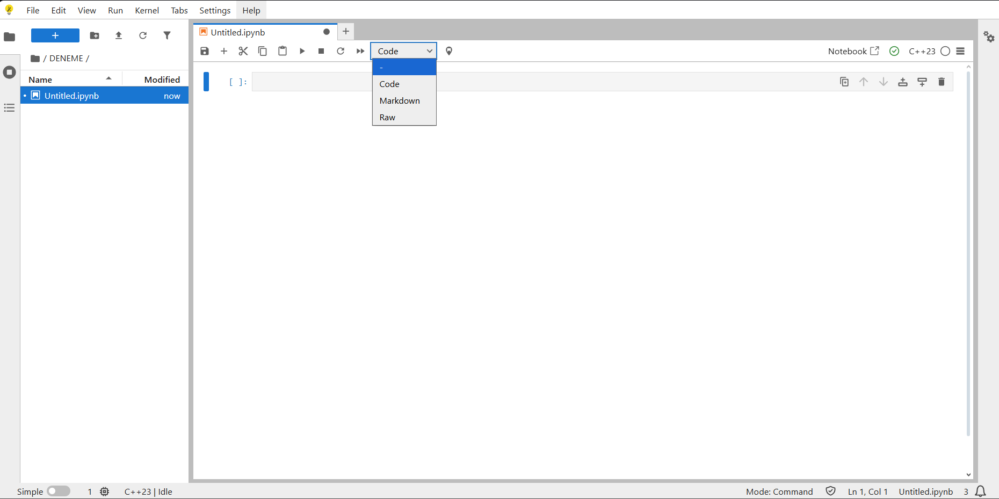 File Edit View Run Kernel Tabs Settings Help
Untitled.ipynb
/ DENEME /
Code
Notebook C++23
Name Modified
Untitled.ipynb now
[ ]:
-
Code
Markdown
Raw
Simple 1 C++23 | Idle Mode: Command Ln 1, Col 1 Untitled.ipynb 3